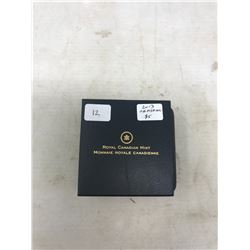 12
2013
$5
ROYAL CANADIAN MINT
MONNAIE ROYALE CANADIENNE